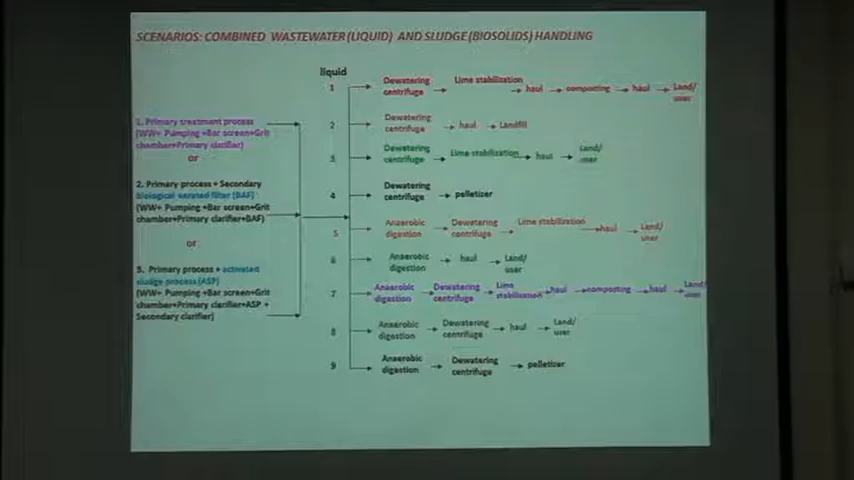 SCENARIOS: COMBINED WASTEWATER (LIQUID) AND SLUDGE (BIOSOLIDS) HANDLING
1. Primary treatment process
(WW+ Pumping +Bar screen+Grit
chamber+Primary clarifier)
or
2. Primary process + Secondary
biological aerated filter (BAF)
(WW+ Pumping +Bar screen+Grit
chamber+Primary clarifier+BAF)
or
3. Primary process + activated
sludge process (ASP)
(WW+ Pumping +Bar screen+Grit
chamber+Primary clarifier+ASP +
Secondary clarifier)
liquid
1 Dewatering centrifuge → Lime stabilization → haul → composting → haul → Land/ user
2 Dewatering centrifuge → haul → Landfill
3 Dewatering centrifuge → Lime stabilization → haul → Land/ user
4 Dewatering centrifuge → pelletizer
5 Anaerobic digestion → Dewatering centrifuge → Lime stabilization → haul → Land/ user
6 Anaerobic digestion → haul → Land/ user
7 Anaerobic digestion → Dewatering centrifuge → Lime stabilization → haul → composting → haul → Land/ user
8 Anaerobic digestion → Dewatering centrifuge → haul → Land/ user
9 Anaerobic digestion → Dewatering centrifuge → pelletizer